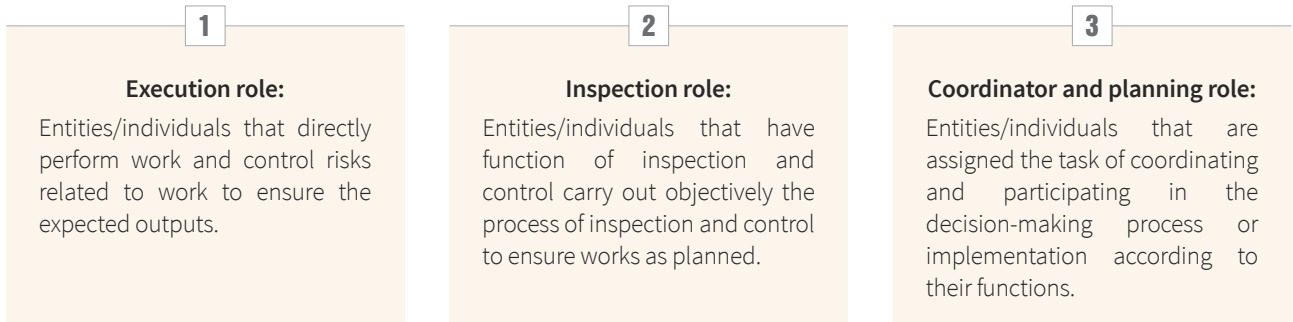 1
Execution role:
Entities/individuals that directly
perform work and control risks
related to work to ensure the
expected outputs.
2
Inspection role:
Entities/individuals that have
function of inspection and
control carry out objectively the
process of inspection and control
to ensure works as planned.
3
Coordinator and planning role:
Entities/individuals that are
assigned the task of coordinating
and participating in the
decision-making process or
implementation according to
their functions.